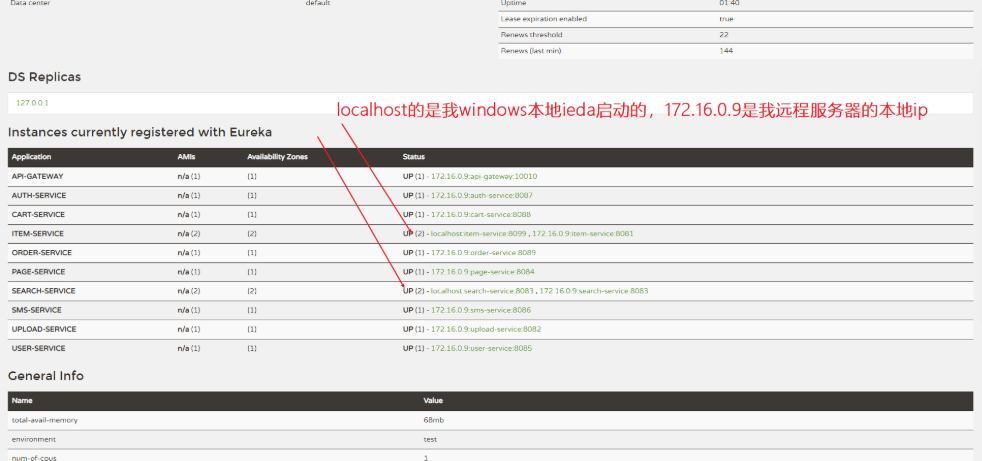 Data center default Uptime 01:40
Lease expiration enabled true
Renews threshold 22
Renews (last min) 144
DS Replicas
127.0.0.1
localhost的是我windows本地ieda启动的，172.16.0.9是我远程服务器的本地ip
Instances currently registered with Eureka
Application AMIs Availability Zones Status
API-GATEWAY n/a (1) (1) UP (1) - 172.16.0.9:api-gateway:10010
AUTH-SERVICE n/a (1) (1) UP (1) - 172.16.0.9:auth-service:8087
CART-SERVICE n/a (1) (1) UP (1) - 172.16.0.9:cart-service:8088
ITEM-SERVICE n/a (2) (2) UP (2) - localhost:item-service:8099 , 172.16.0.9:item-service:8081
ORDER-SERVICE n/a (1) (1) UP (1) - 172.16.0.9:order-service:8089
PAGE-SERVICE n/a (1) (1) UP (1) - 172.16.0.9:page-service:8084
SEARCH-SERVICE n/a (2) (2) UP (2) - localhost:search-service:8083 , 172.16.0.9:search-service:8083
SMS-SERVICE n/a (1) (1) UP (1) - 172.16.0.9:sms-service:8086
UPLOAD-SERVICE n/a (1) (1) UP (1) - 172.16.0.9:upload-service:8082
USER-SERVICE n/a (1) (1) UP (1) - 172.16.0.9:user-service:8085
General Info
Name Value
total-avail-memory 68mb
environment test
num-of-cpus 1